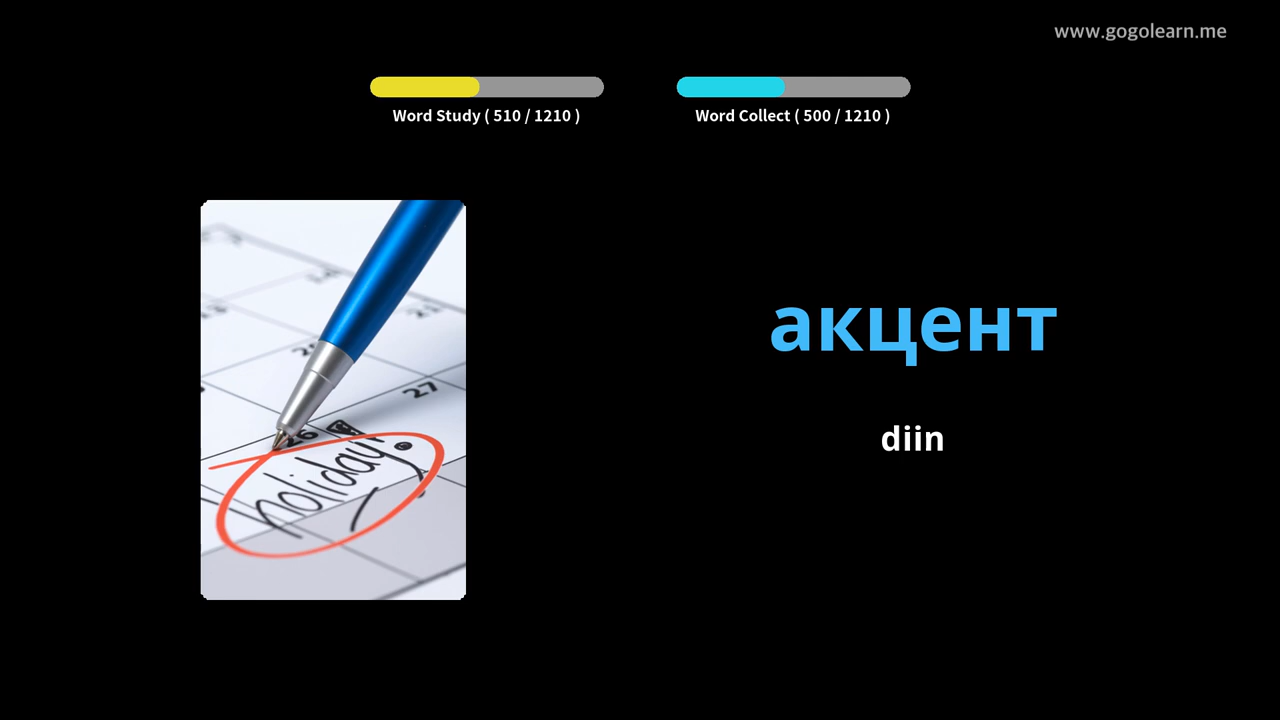 www.gogolearn.me
Word Study ( 510 / 1210 )
Word Collect ( 500 / 1210 )
27
holiday!
акцент
diin